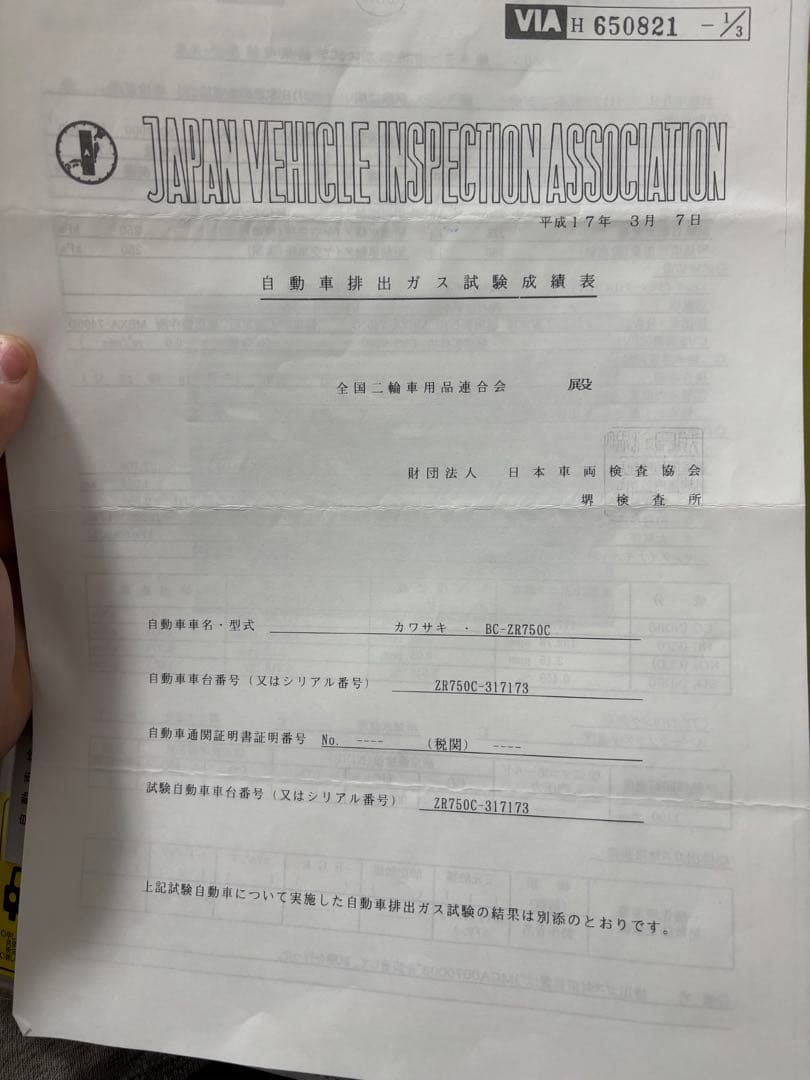 VIA H 650821 -1/3
JAPAN VEHICLE INSPECTION ASSOCIATION
平成17年 3月 7日
自動車排出ガス試験成績表
全国二輪車用品連合会 殿
財団法人 日本車両検査協会
堺検査所
自動車車名・型式 カワサキ ・ BC-ZR750C
自動車車台番号(又はシリアル番号) ZR750C-317173
自動車通関証明書証明番号 No. ---- (税関) ----
試験自動車車台番号(又はシリアル番号) ZR750C-317173
上記試験自動車について実施した自動車排出ガス試験の結果は別添のとおりです。